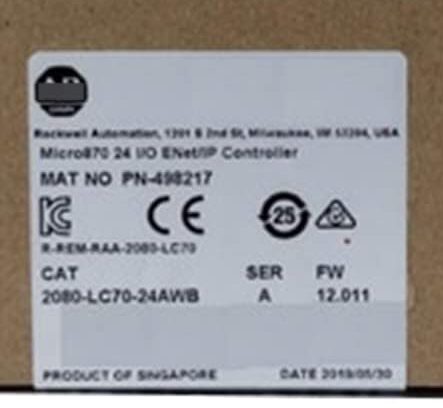 Rockwell Automation, 1201 S 2nd St, Milwaukee, WI 53204, USA
Micro870 24 I/O ENet/IP Controller
MAT NO PN-498217
25
R-REM-RAA-2080-LC70
CAT SER FW
2080-LC70-24AWB A 12.011
PRODUCT OF SINGAPORE DATE 2019/05/30